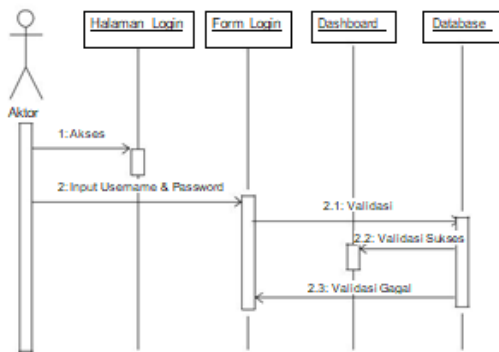 Halaman Login
Form Login
Dashboard
Database
Aktor
1: Akses
2: Input Username & Password
2.1: Validasi
2.2: Validasi Sukses
2.3: Validasi Gagal